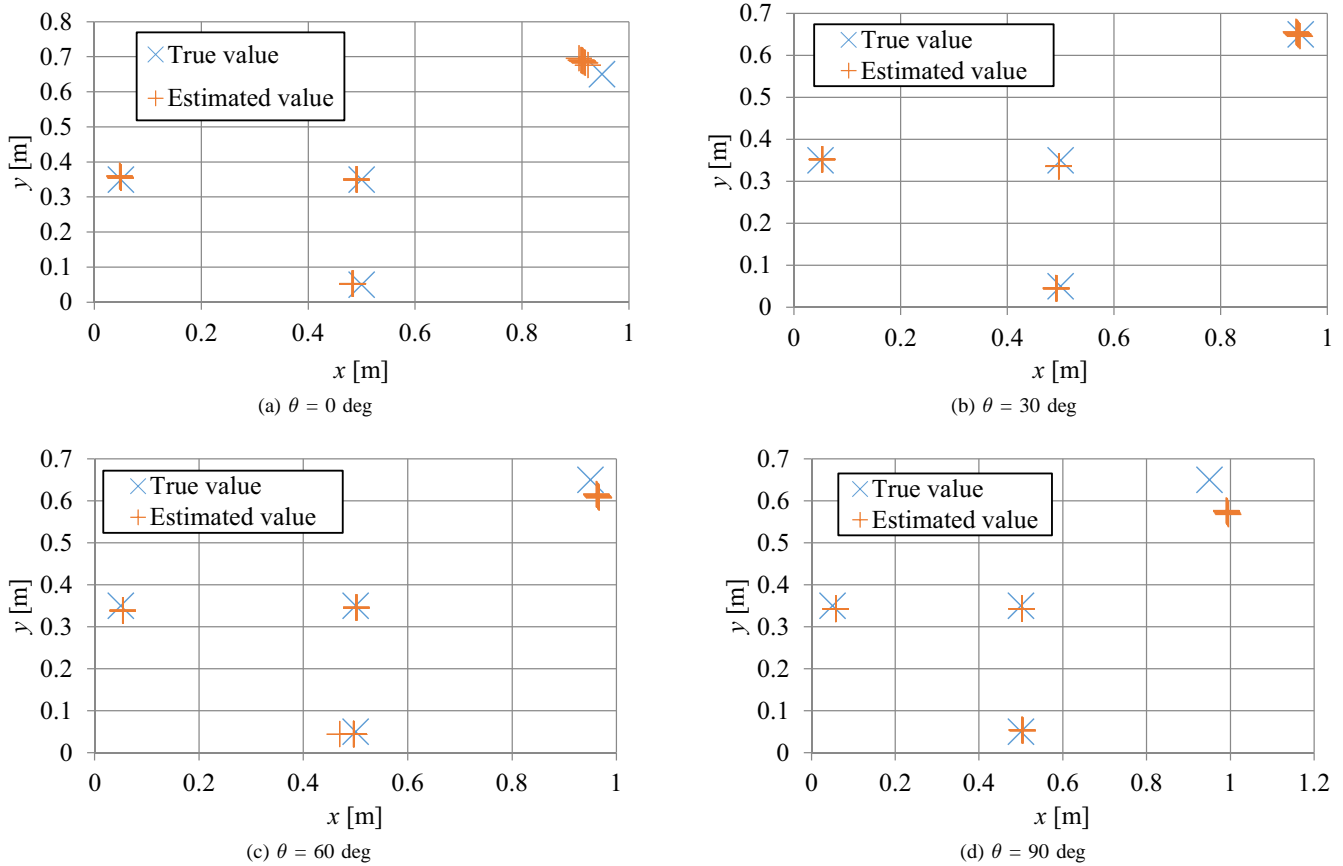 0.8
0.7
0.6
0.5
0.4
0.3
0.2
0.1
0
y [m]
True value
Estimated value
0 0.2 0.4 0.6 0.8 1
x [m]
(a) θ = 0 deg
0.7
0.6
0.5
0.4
0.3
0.2
0.1
0
y [m]
True value
Estimated value
0 0.2 0.4 0.6 0.8 1
x [m]
(b) θ = 30 deg
0.7
0.6
0.5
0.4
0.3
0.2
0.1
0
y [m]
True value
Estimated value
0 0.2 0.4 0.6 0.8 1
x [m]
(c) θ = 60 deg
0.7
0.6
0.5
0.4
0.3
0.2
0.1
0
y [m]
True value
Estimated value
0 0.2 0.4 0.6 0.8 1 1.2
x [m]
(d) θ = 90 deg